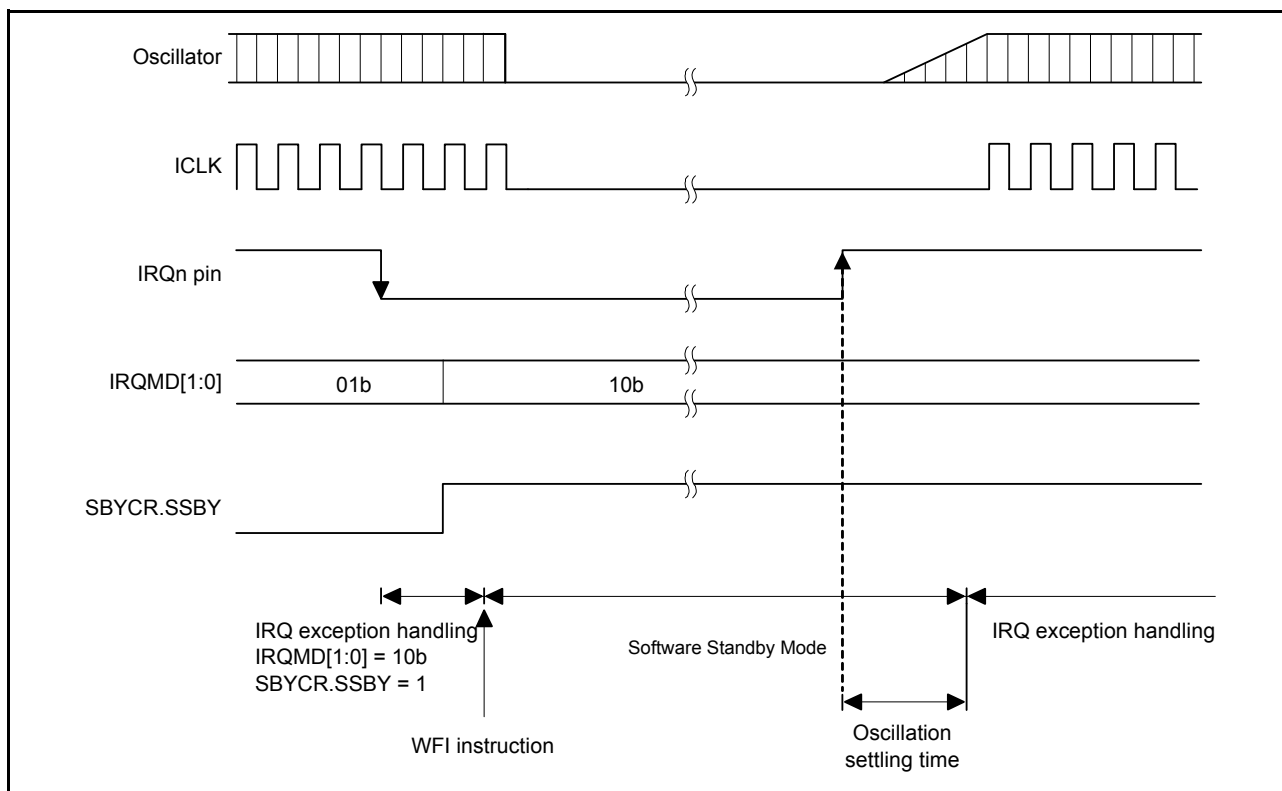 Oscillator
ICLK
IRQn pin
IRQMD[1:0]
01b
10b
SBYCR.SSBY
IRQ exception handling
IRQMD[1:0] = 10b
SBYCR.SSBY = 1
Software Standby Mode
IRQ exception handling
WFI instruction
Oscillation
settling time